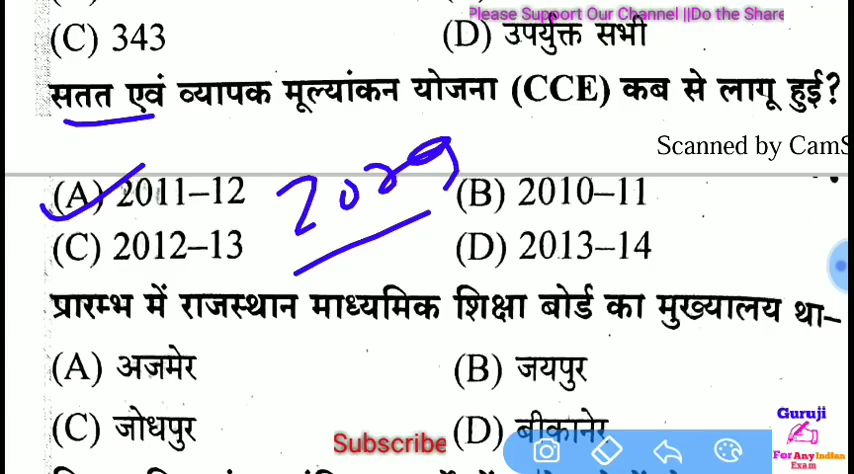 Please Support Our Channel ||Do the Share
(C) 343 (D) उपर्युक्त सभी
सतत एवं व्यापक मूल्यांकन योजना (CCE) कब से लागू हुई?
Scanned by CamS
(A) 2011–12 (B) 2010–11
(C) 2012–13 (D) 2013–14
प्रारम्भ में राजस्थान माध्यमिक शिक्षा बोर्ड का मुख्यालय था–
(A) अजमेर (B) जयपुर
(C) जोधपुर (D) बीकानेर
Subscribe
Guruji
For Any Indian
Exam